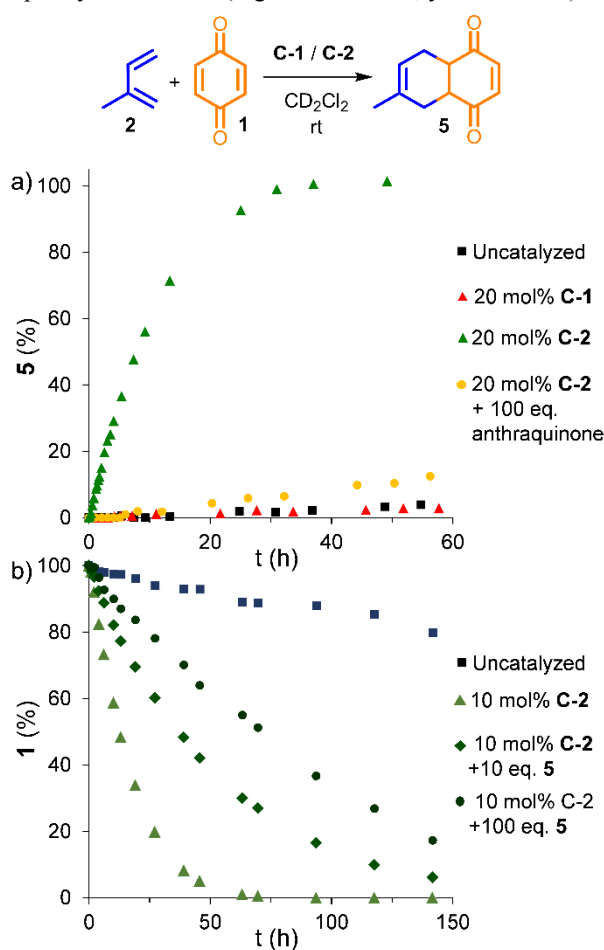 C-1 / C-2
+
CD2Cl2
rt
O
O
O
O
2
1
5
a)
5 (%)
100
80
60
40
20
0
0
20
40
60
t (h)
Uncatalyzed
20 mol% C-1
20 mol% C-2
20 mol% C-2
+ 100 eq.
anthraquinone
b)
1 (%)
100
80
60
40
20
0
0
50
100
150
t (h)
Uncatalyzed
10 mol% C-2
10 mol% C-2
+10 eq. 5
10 mol% C-2
+100 eq. 5